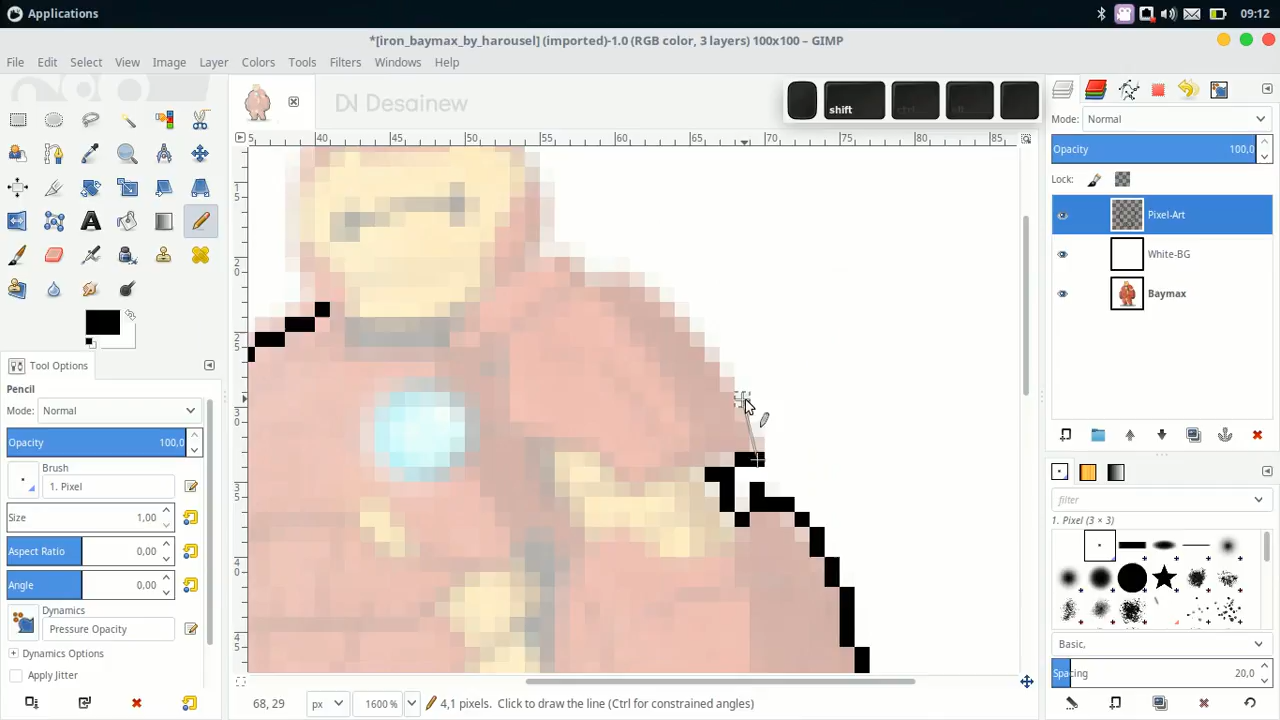 Applications
09:12
*[iron_baymax_by_harousel] (imported)-1.0 (RGB color, 3 layers) 100x100 – GIMP
File Edit Select View Image Layer Colors Tools Filters Windows Help
shift ctrl
40 45 50 55 60 65 70 75 80 85
Tool Options
Pencil
Mode: Normal
Opacity 100,0
Brush
1. Pixel
Size 1,00
Aspect Ratio 0,00
Angle 0,00
Dynamics
Pressure Opacity
Dynamics Options
Apply Jitter
68, 29 px 1600 % 4,1 pixels. Click to draw the line (Ctrl for constrained angles)
Mode: Normal
Opacity 100,0
Lock:
Pixel-Art
White-BG
Baymax
filter
1. Pixel (3 × 3)
Basic,
Spacing 20,0